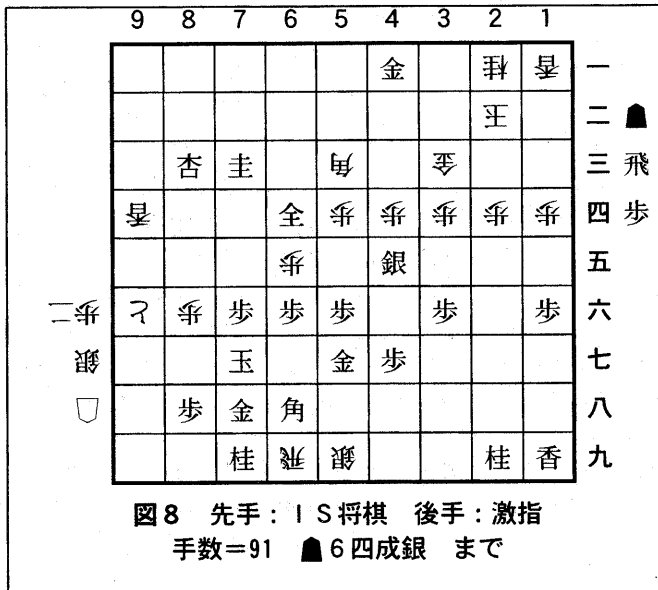 9 8 7 6 5 4 3 2 1
金 桂 香 一
王 二 ☗
杏 圭 角 金 三 飛
香 全 歩 歩 歩 歩 歩 四 歩
歩 銀 五
歩二 と 歩 歩 歩 歩 歩 歩 六
銀 玉 金 歩 七
☖ 歩 金 角 八
桂 飛 銀 桂 香 九
図8 先手:IS将棋 後手:激指
手数=91 ☗6四成銀 まで